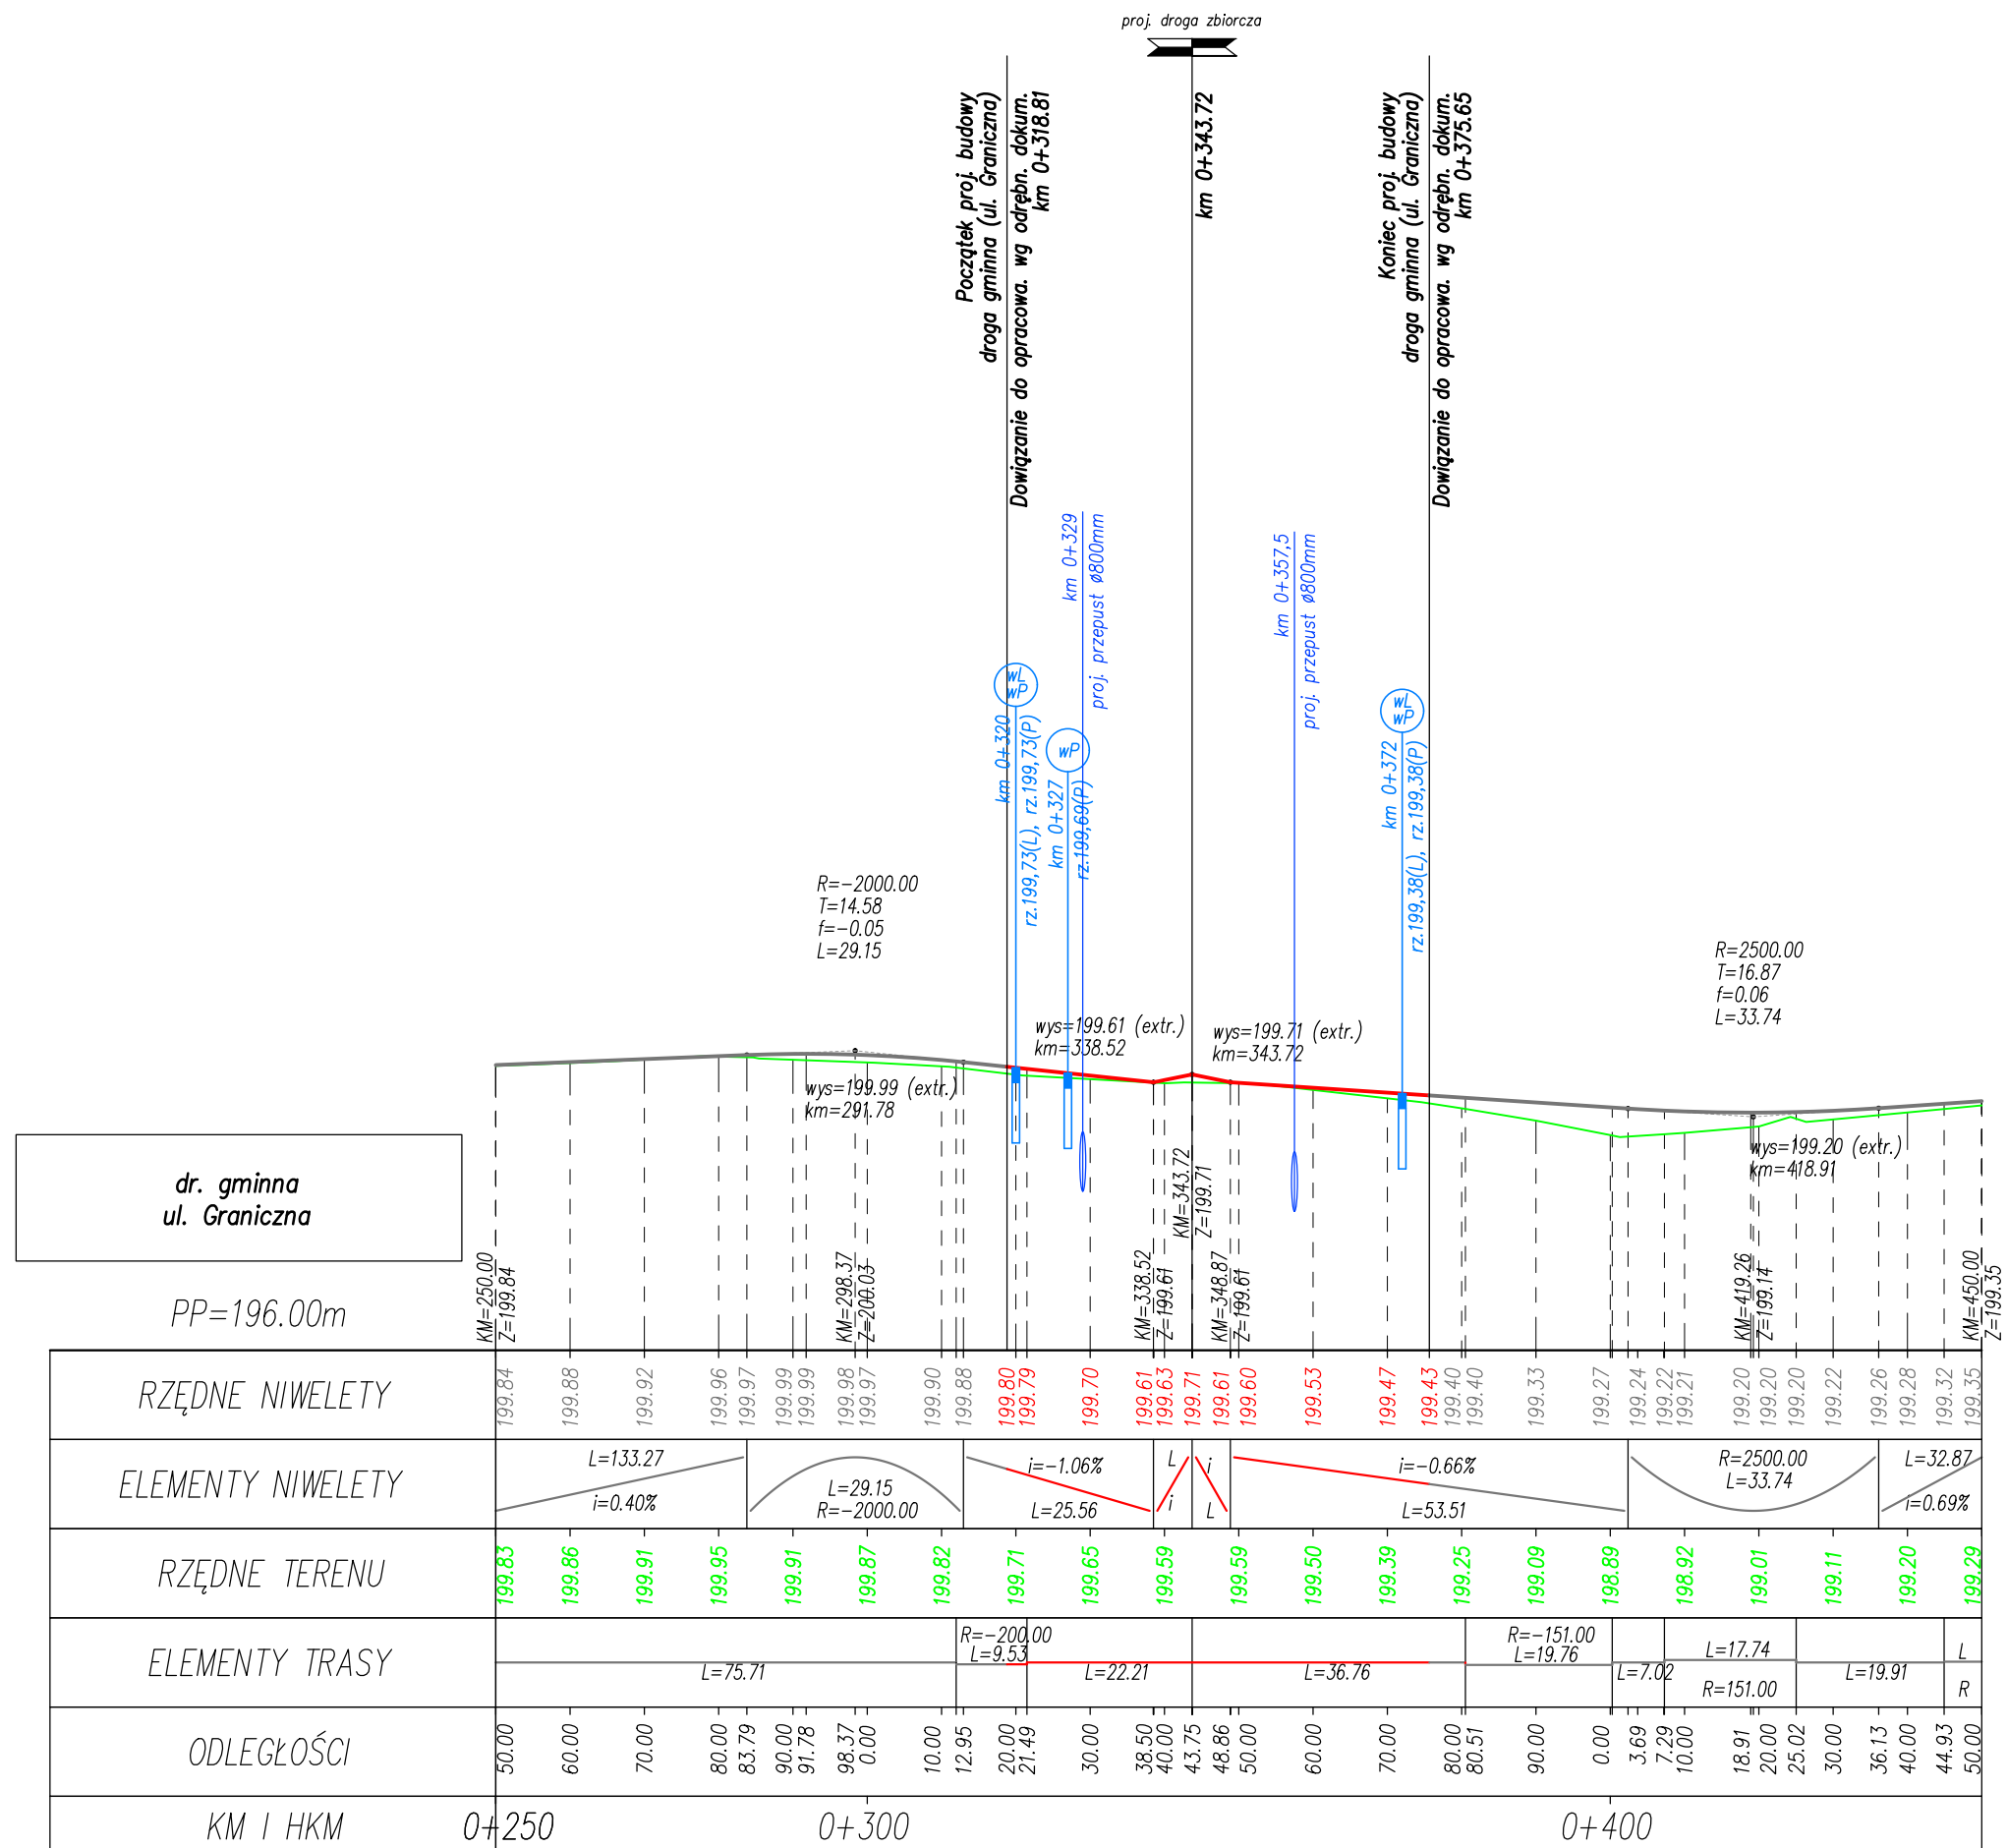 proj. droga zbiorcza
Początek proj. budowy
droga gminna (ul. Graniczna)
Dowiązanie do opracowa. wg odrębn. dokum.
km 0+318.81
km 0+343.72
Koniec proj. budowy
droga gminna (ul. Graniczna)
Dowiązanie do opracowa. wg odrębn. dokum.
km 0+375.65
km 0+329
proj. przepust ø800mm
km 0+357,5
proj. przepust ø800mm
wL
wP
km 0+320
rz.199,73(L), rz.199,73(P)
wP
km 0+327
rz.199,69(P)
wL
wP
km 0+372
rz.199,38(L), rz.199,38(P)
R=-2000.00
T=14.58
f=-0.05
L=29.15
R=2500.00
T=16.87
f=0.06
L=33.74
wys=199.61 (extr.)
km=338.52
wys=199.71 (extr.)
km=343.72
wys=199.99 (extr.)
km=291.78
wys=199.20 (extr.)
km=418.91
dr. gminna
ul. Graniczna
PP=196.00m
KM=250.00
Z=199.84
KM=298.37
Z=200.03
KM=338.52
Z=199.61
KM=343.72
Z=199.71
KM=348.87
Z=199.61
KM=419.26
Z=199.14
KM=450.00
Z=199.35
RZĘDNE NIWELETY
199.84 199.88 199.92 199.96 199.97 199.99 199.99 199.98 199.97 199.90 199.88 199.80 199.79 199.70 199.61 199.63 199.71 199.61 199.60 199.53 199.47 199.43 199.40 199.40 199.33 199.27 199.24 199.22 199.21 199.20 199.20 199.20 199.22 199.26 199.28 199.32 199.35
ELEMENTY NIWELETY
L=133.27
i=0.40%
L=29.15
R=-2000.00
i=-1.06%
L=25.56
L
i
i
L
i=-0.66%
L=53.51
R=2500.00
L=33.74
L=32.87
i=0.69%
RZĘDNE TERENU
199.83 199.86 199.91 199.95 199.91 199.87 199.82 199.71 199.65 199.59 199.59 199.50 199.39 199.25 199.09 198.89 198.92 199.01 199.11 199.20 199.29
ELEMENTY TRASY
L=75.71
R=-200.00
L=9.53
L=22.21
L=36.76
R=-151.00
L=19.76
L=7.02
L=17.74
R=151.00
L=19.91
L
R
ODLEGŁOŚCI
50.00 60.00 70.00 80.00 83.79 90.00 91.78 98.37 0.00 10.00 12.95 20.00 21.49 30.00 38.50 40.00 43.75 48.86 50.00 60.00 70.00 80.00 80.51 90.00 0.00 3.69 7.29 10.00 18.91 20.00 25.02 30.00 36.13 40.00 44.93 50.00
KM I HKM
0+250 0+300 0+400